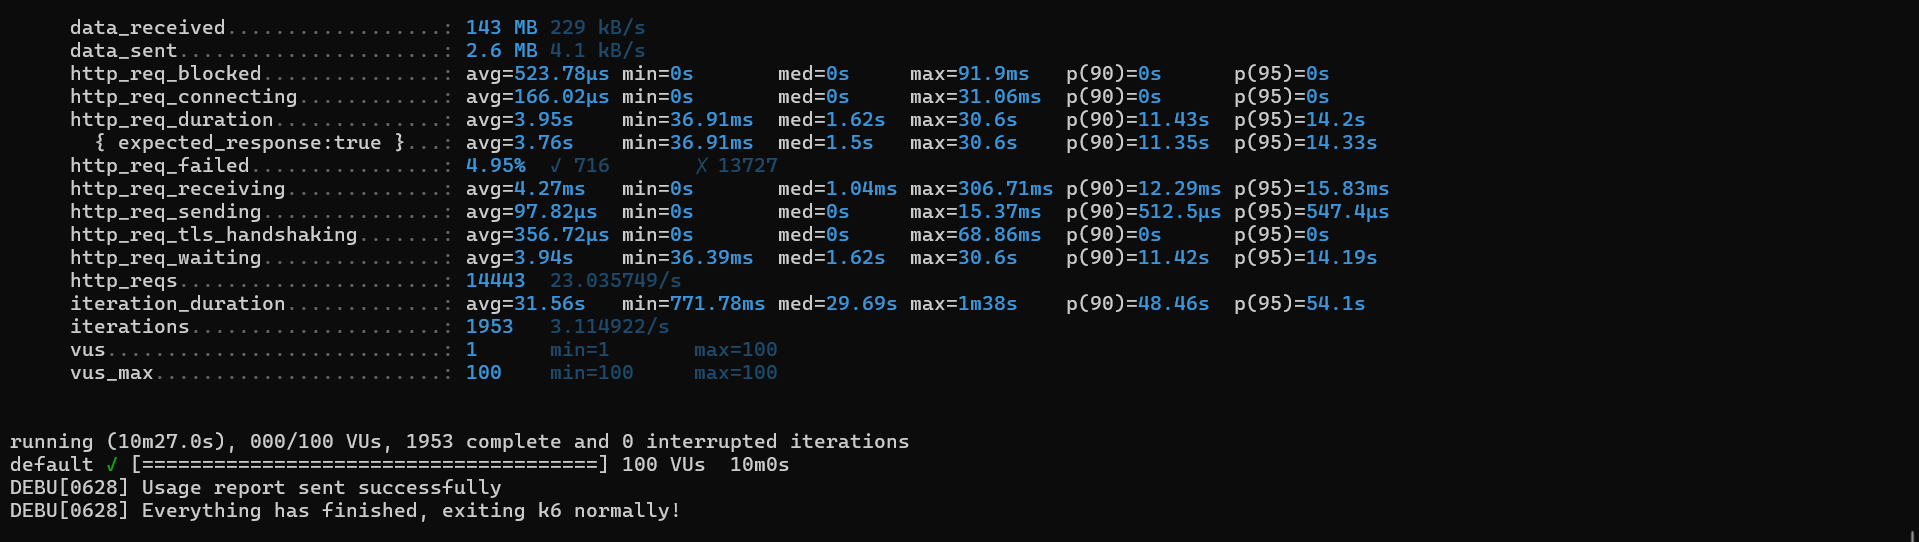 data_received..................: 143 MB 229 kB/s
data_sent......................: 2.6 MB 4.1 kB/s
http_req_blocked...............: avg=523.78µs min=0s       med=0s     max=91.9ms   p(90)=0s      p(95)=0s
http_req_connecting............: avg=166.02µs min=0s       med=0s     max=31.06ms  p(90)=0s      p(95)=0s
http_req_duration..............: avg=3.95s    min=36.91ms  med=1.62s  max=30.6s    p(90)=11.43s  p(95)=14.2s
  { expected_response:true }...: avg=3.76s    min=36.91ms  med=1.5s   max=30.6s    p(90)=11.35s  p(95)=14.33s
http_req_failed................: 4.95%  ✓ 716       ✗ 13727
http_req_receiving.............: avg=4.27ms   min=0s       med=1.04ms max=306.71ms p(90)=12.29ms p(95)=15.83ms
http_req_sending...............: avg=97.82µs  min=0s       med=0s     max=15.37ms  p(90)=512.5µs p(95)=547.4µs
http_req_tls_handshaking.......: avg=356.72µs min=0s       med=0s     max=68.86ms  p(90)=0s      p(95)=0s
http_req_waiting...............: avg=3.94s    min=36.39ms  med=1.62s  max=30.6s    p(90)=11.42s  p(95)=14.19s
http_reqs......................: 14443  23.035749/s
iteration_duration.............: avg=31.56s   min=771.78ms med=29.69s max=1m38s    p(90)=48.46s  p(95)=54.1s
iterations.....................: 1953   3.114922/s
vus............................: 1      min=1       max=100
vus_max........................: 100    min=100     max=100
running (10m27.0s), 000/100 VUs, 1953 complete and 0 interrupted iterations
default ✓ [======================================] 100 VUs  10m0s
DEBU[0628] Usage report sent successfully
DEBU[0628] Everything has finished, exiting k6 normally!